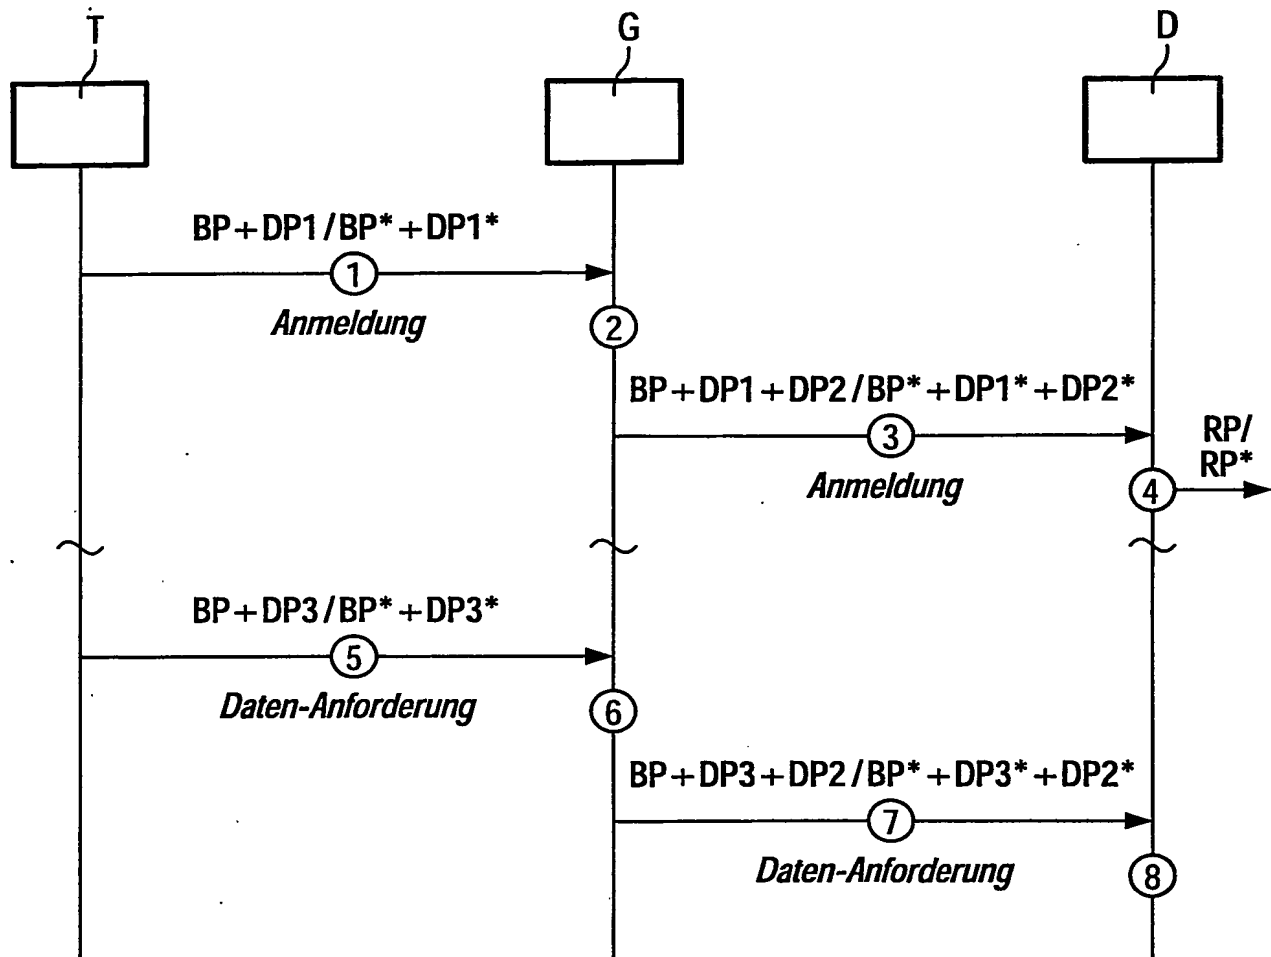 T
G
D
BP+DP1/BP*+DP1*
1
Anmeldung
2
BP+DP1+DP2/BP*+DP1*+DP2*
3
Anmeldung
RP/
RP*
4
BP+DP3/BP*+DP3*
5
Daten-Anforderung
6
BP+DP3+DP2/BP*+DP3*+DP2*
7
Daten-Anforderung
8